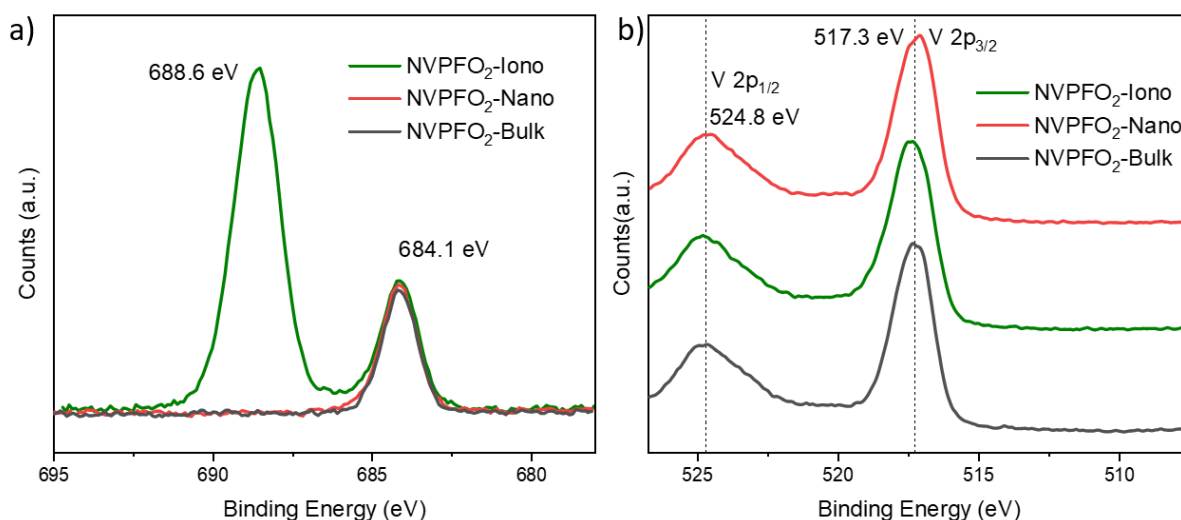 a)
688.6 eV
NVPFO₂-Iono
NVPFO₂-Nano
NVPFO₂-Bulk
684.1 eV
Counts (a.u.)
695
690
685
680
Binding Energy (eV)
b)
517.3 eV
V 2p₃/₂
V 2p₁/₂
524.8 eV
NVPFO₂-Iono
NVPFO₂-Nano
NVPFO₂-Bulk
Counts(a.u.)
525
520
515
510
Binding Energy (eV)